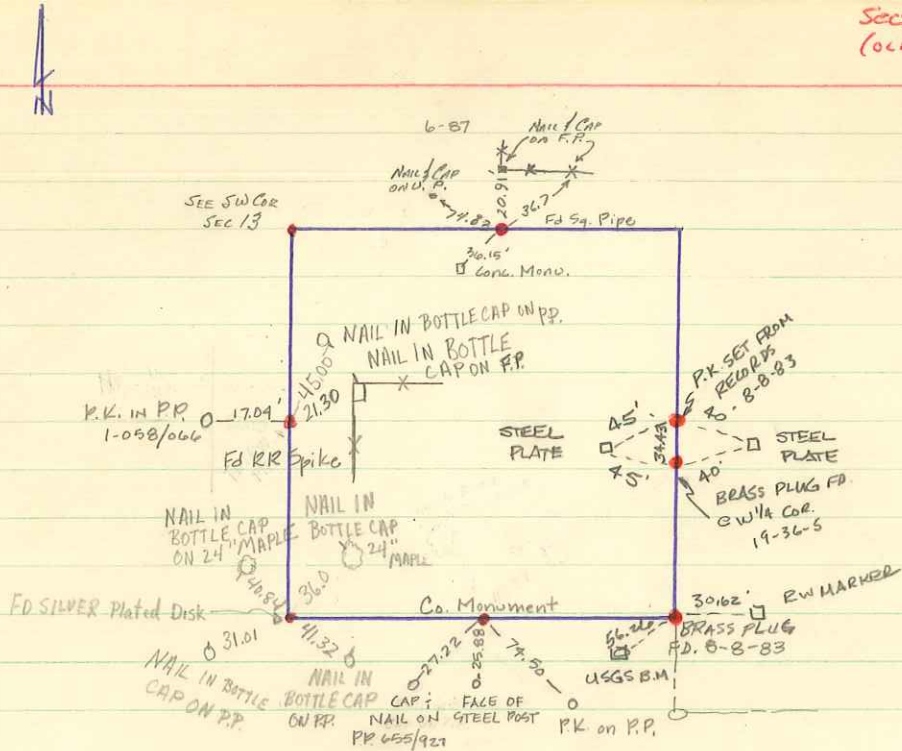 Sec
N
6-87
NAIL & CAP
ON F.P.
NAIL & CAP
ON U.P.
20.91
36.7
74.82
Fd Sq. Pipe
SEE SW COR
SEC 13
36.15'
Conc. Monu.
NAIL IN BOTTLE CAP ON P.P.
NAIL IN BOTTLE
CAP ON F.P.
45.00
21.30
P.K. IN P.P.
1-058/066
17.04'
Fd RR Spike
P.K. SET FROM
RECORDS
8-8-83
45'
40'
34.43
STEEL
PLATE
STEEL
PLATE
45'
40'
BRASS PLUG FD.
@ W 1/4 COR.
19-36-5
NAIL IN
BOTTLE CAP
ON 24" MAPLE
NAIL IN
BOTTLE CAP
24"
MAPLE
40.84
36.0
FD SILVER Plated Disk
Co. Monument
30.62'
RW MARKER
BRASS PLUG
FD. 8-8-83
56.26
USGS B.M
31.01
41.32
NAIL IN BOTTLE
CAP ON P.P.
NAIL IN
BOTTLE CAP
ON P.P.
27.22
25.88
74.50
CAP &
NAIL ON
P.P. 655/927
FACE OF
STEEL POST
P.K. on P.P.